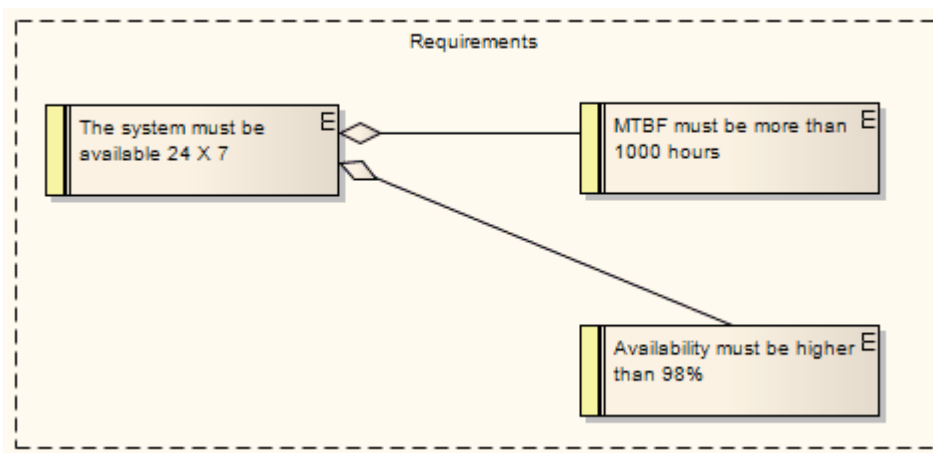 Requirements
The system must be E
available 24 X 7
MTBF must be more than E
1000 hours
Availability must be higher E
than 98%